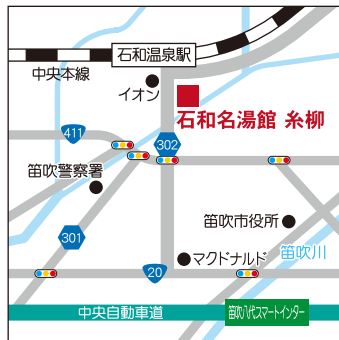 石和温泉駅
中央本線
イオン
石和名湯館 糸柳
411
302
笛吹警察署
笛吹市役所
301
マクドナルド
笛吹川
20
中央自動車道
笛吹八代スマートインター